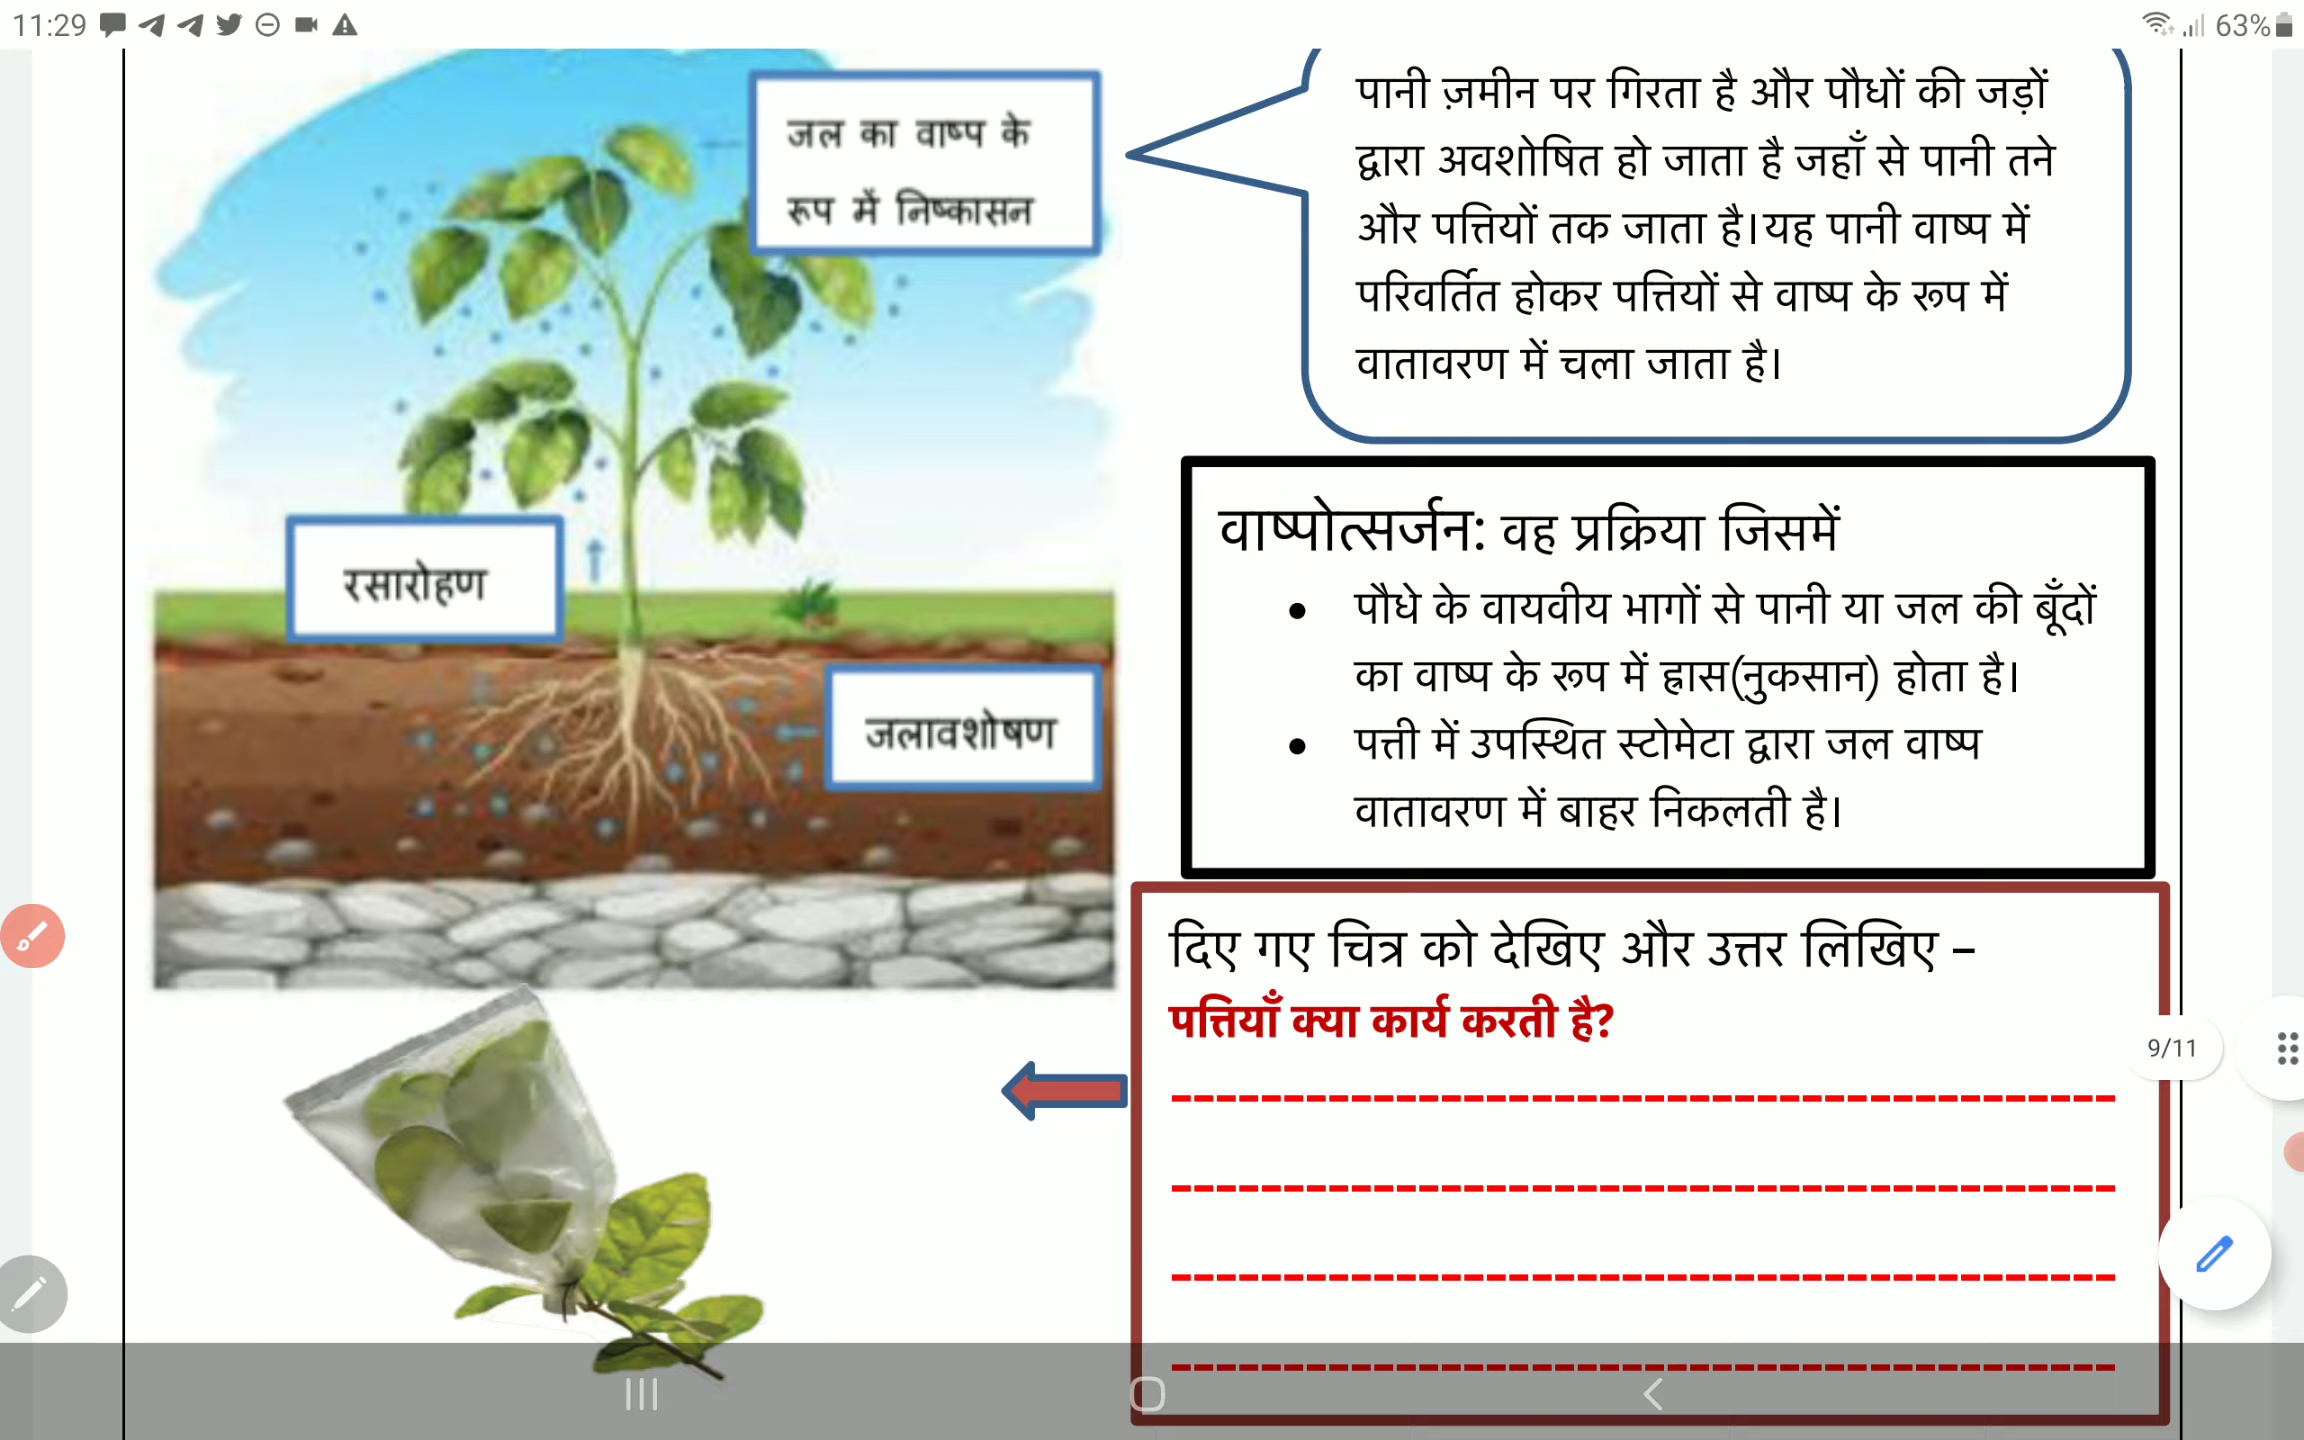 11:29
63%
जल का वाष्प के
रूप में निष्कासन
रसारोहण
जलावशोषण
पानी ज़मीन पर गिरता है और पौधों की जड़ों
द्वारा अवशोषित हो जाता है जहाँ से पानी तने
और पत्तियों तक जाता है।यह पानी वाष्प में
परिवर्तित होकर पत्तियों से वाष्प के रूप में
वातावरण में चला जाता है।
वाष्पोत्सर्जन: वह प्रक्रिया जिसमें
• पौधे के वायवीय भागों से पानी या जल की बूँदों
का वाष्प के रूप में ह्रास(नुकसान) होता है।
• पत्ती में उपस्थित स्टोमेटा द्वारा जल वाष्प
वातावरण में बाहर निकलती है।
दिए गए चित्र को देखिए और उत्तर लिखिए –
पत्तियाँ क्या कार्य करती है?
9/11